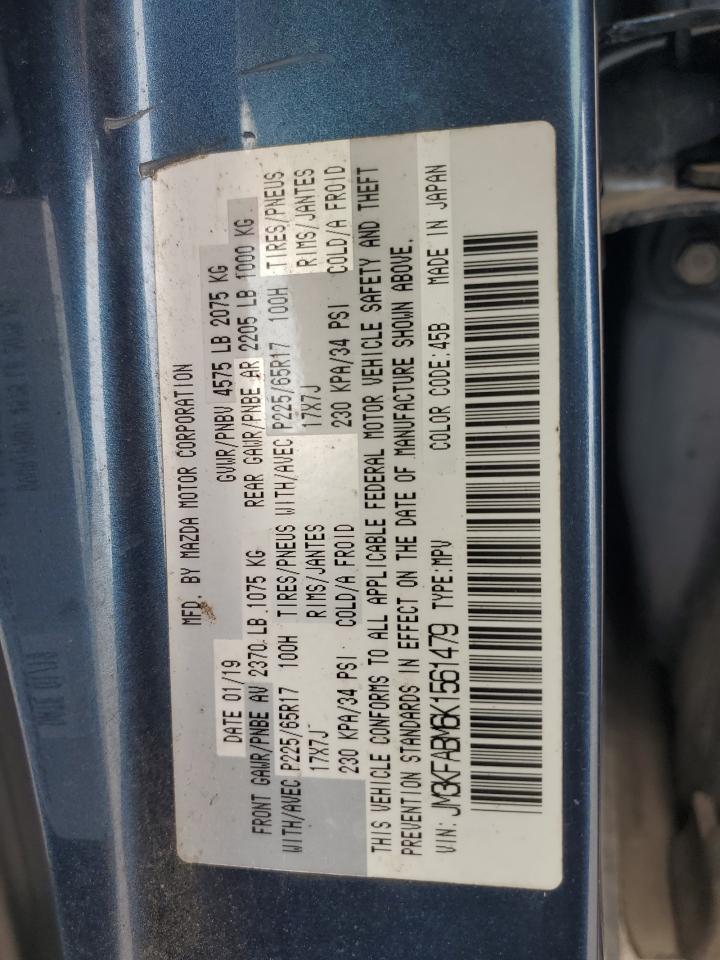 MFD. BY MAZDA MOTOR CORPORATION
DATE 01/19 GVWR/PNBV 4575 LB 2075 KG
FRONT GAWR/PNBE AV 2370 LB 1075 KG REAR GAWR/PNBE AR 2205 LB 1000 KG
WITH/AVEC P225/65R17 100H TIRES/PNEUS WITH/AVEC P225/65R17 100H TIRES/PNEUS
17X7J RIMS/JANTES 17X7J RIMS/JANTES
230 KPA/34 PSI COLD/A FROID 230 KPA/34 PSI COLD/A FROID
THIS VEHICLE CONFORMS TO ALL APPLICABLE FEDERAL MOTOR VEHICLE SAFETY AND THEFT
PREVENTION STANDARDS IN EFFECT ON THE DATE OF MANUFACTURE SHOWN ABOVE.
VIN: JM3KFABM6K1561479 TYPE:MPV COLOR CODE:45B MADE IN JAPAN